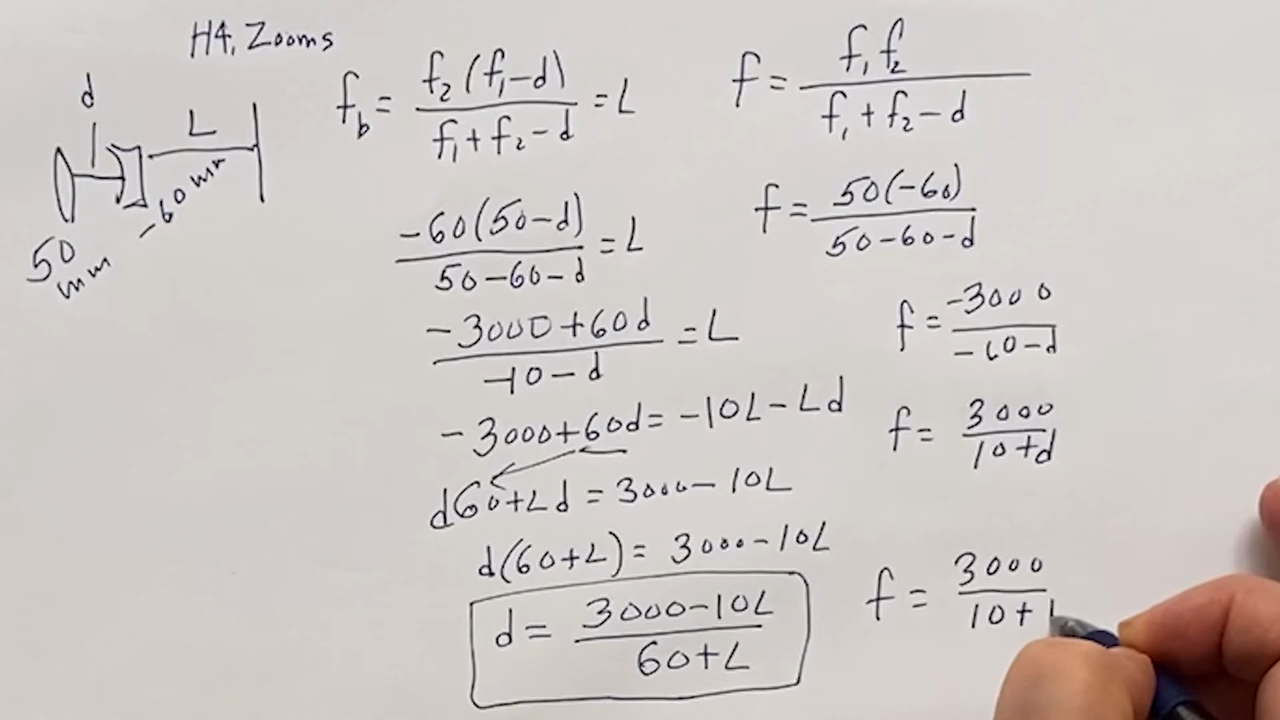 H4, Zooms
d
L
-60 mm
50
mm
f_b = f_2(f_1-d) / f_1+f_2-d = L
-60(50-d) / 50-60-d = L
-3000+60d / -10-d = L
-3000+60d = -10L-Ld
d60+Ld = 3000-10L
d(60+L) = 3000-10L
d = 3000-10L / 60+L
f = f_1 f_2 / f_1+f_2-d
f = 50(-60) / 50-60-d
f = -3000 / -60-d
f = 3000 / 10+d
f = 3000 / 10+